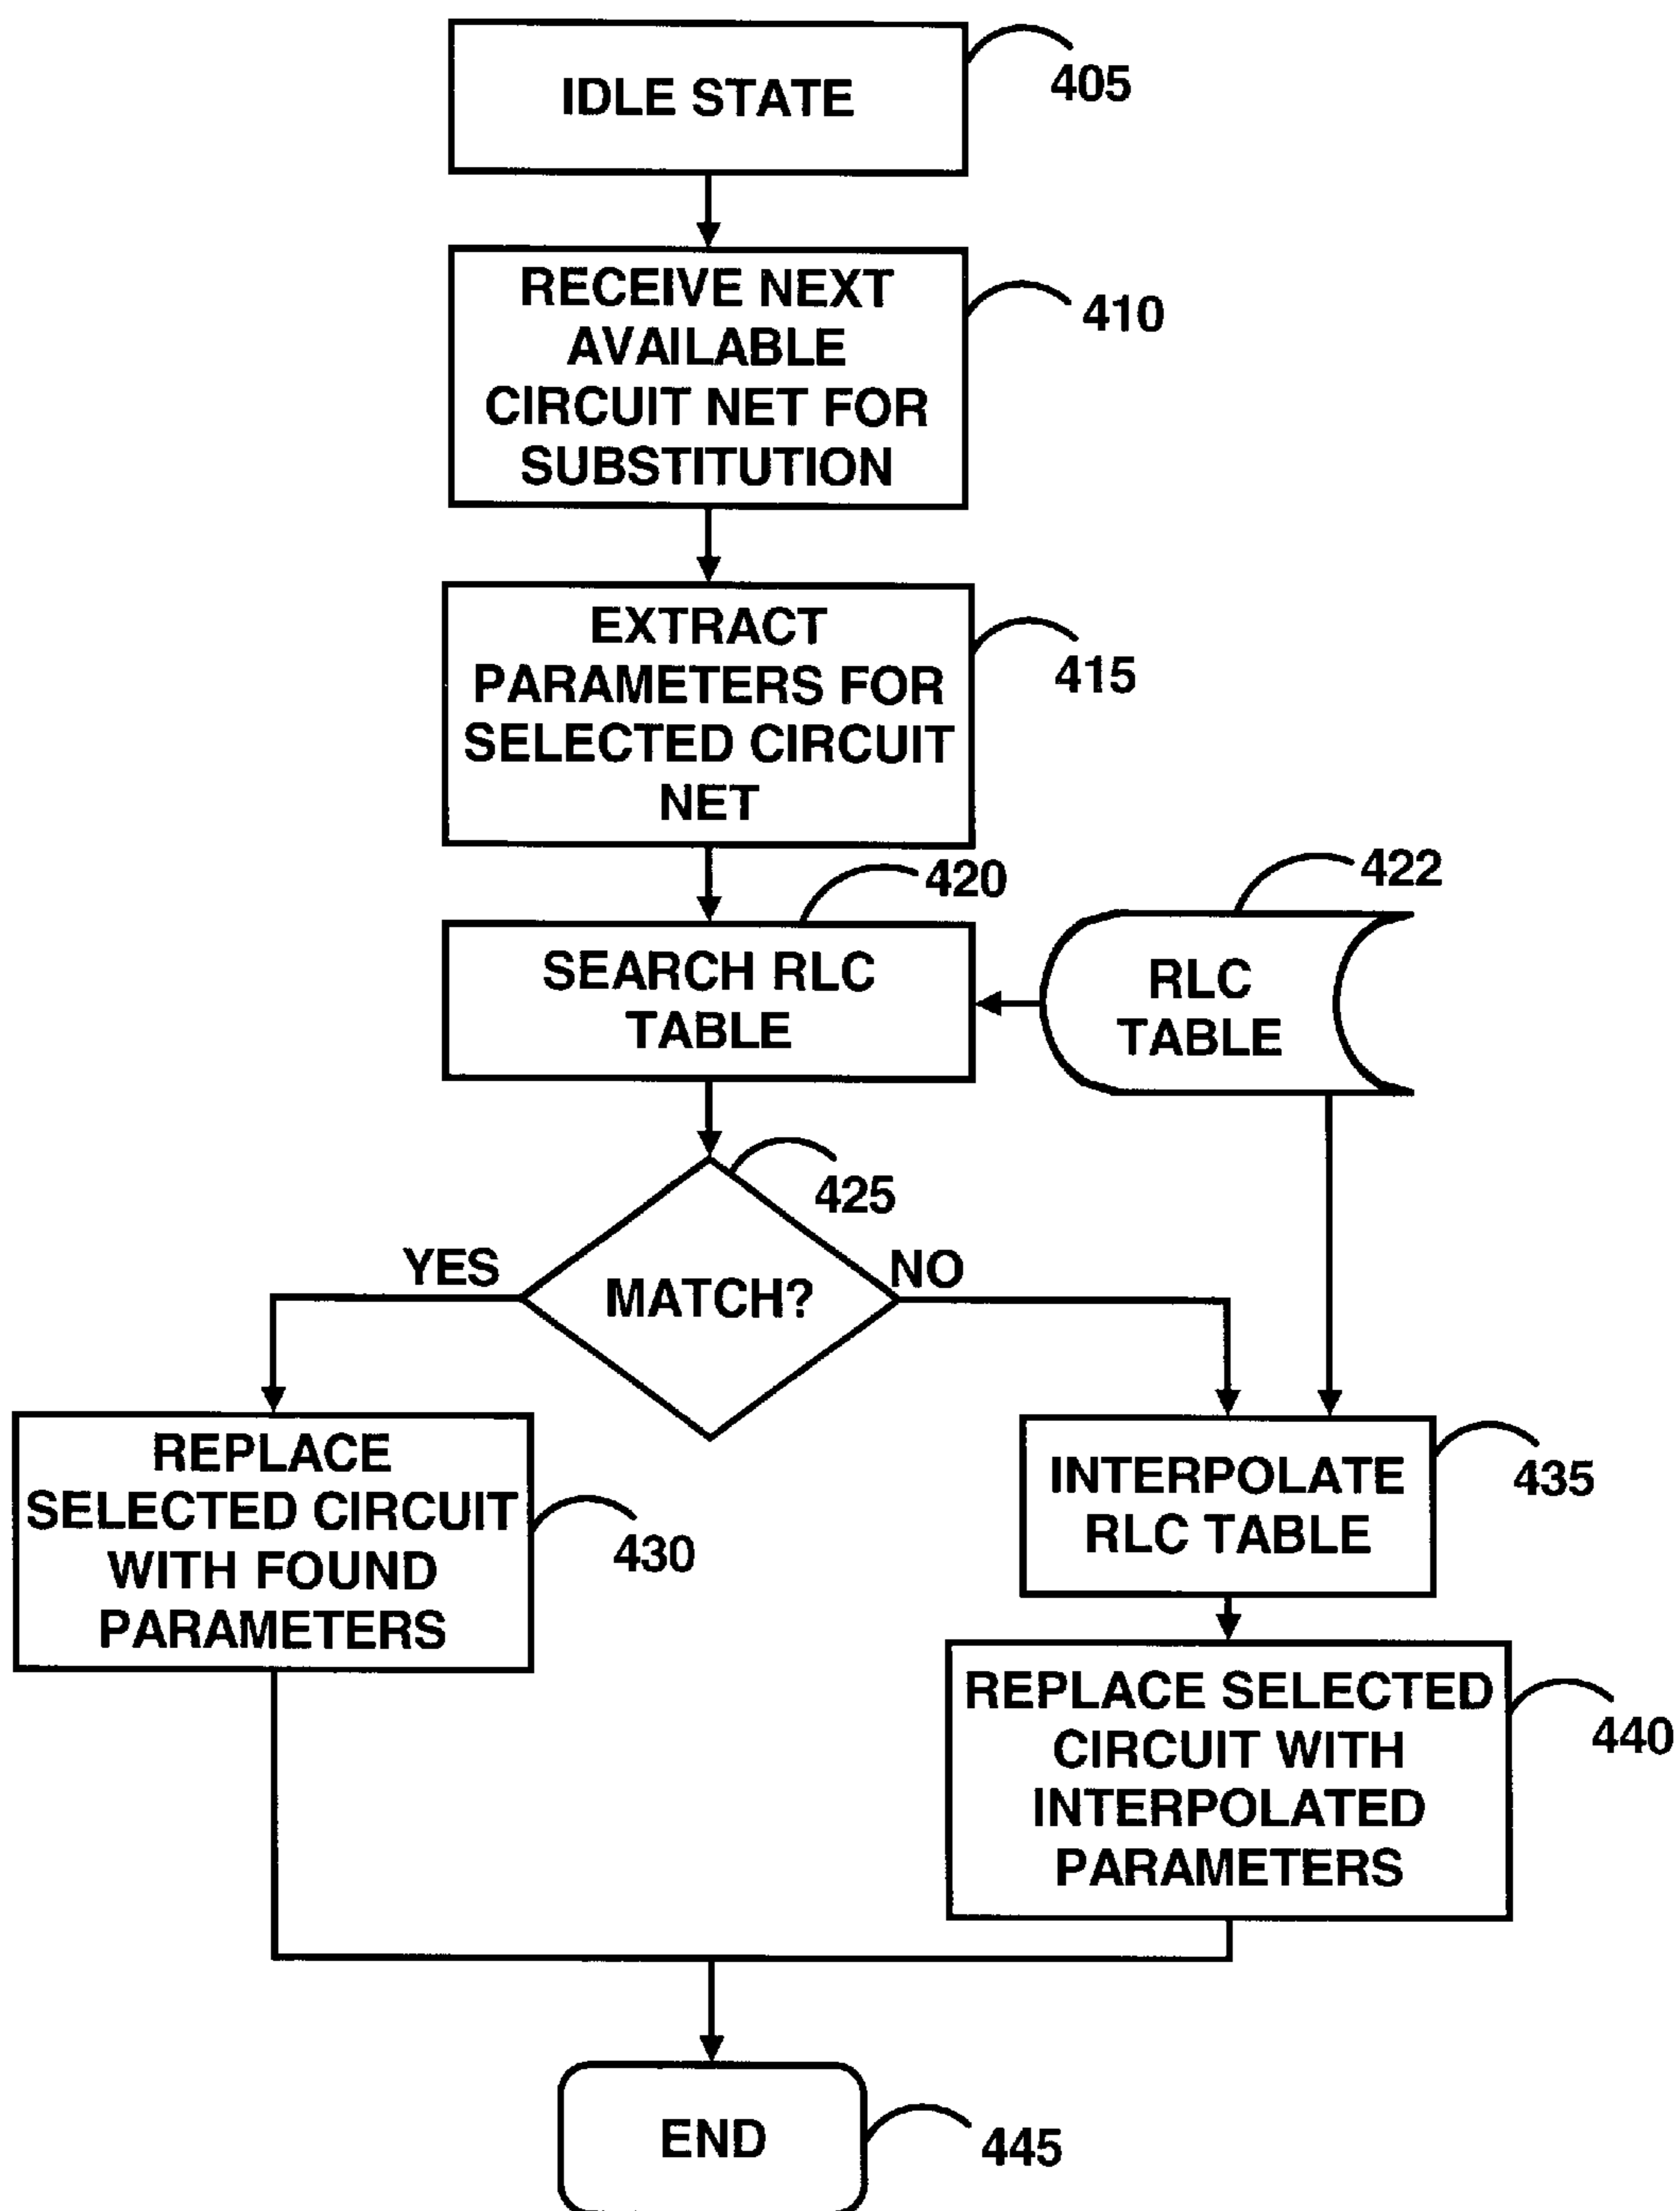 IDLE STATE
405
RECEIVE NEXT
AVAILABLE
CIRCUIT NET FOR
SUBSTITUTION
410
EXTRACT
PARAMETERS FOR
SELECTED CIRCUIT
NET
415
420
422
SEARCH RLC
TABLE
RLC
TABLE
425
YES
MATCH?
NO
REPLACE
SELECTED CIRCUIT
WITH FOUND
PARAMETERS
430
INTERPOLATE
RLC TABLE
435
REPLACE SELECTED
CIRCUIT WITH
INTERPOLATED
PARAMETERS
440
END
445